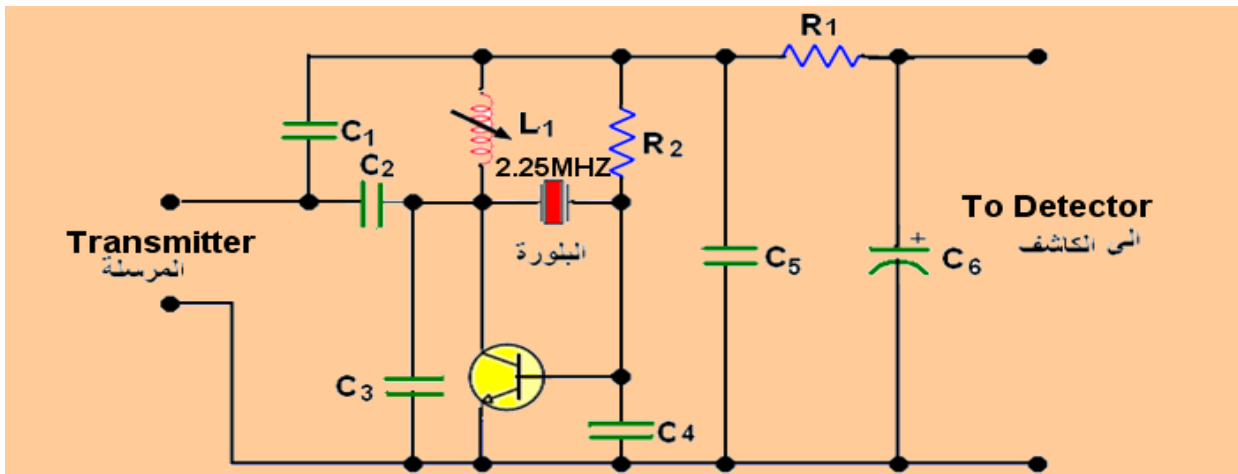 R1
C1
L1
R2
C2
2.25MHZ
To Detector
الى الكاشف
Transmitter
المرسلة
البلورة
C5
+
C6
C3
C4